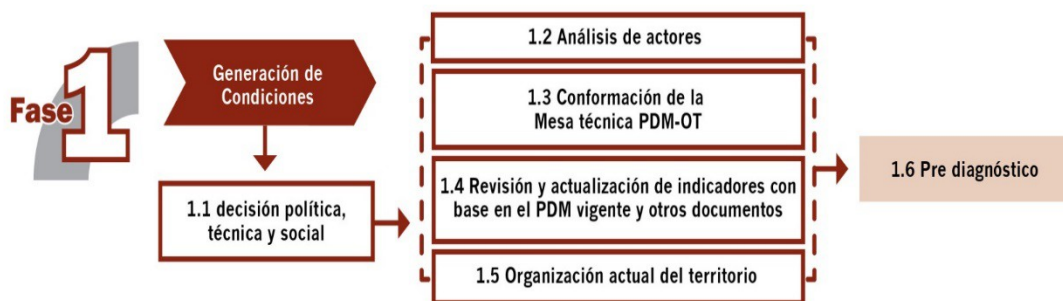 Fase 1
Generación de
Condiciones
1.1 decisión política,
técnica y social
1.2 Análisis de actores
1.3 Conformación de la
Mesa técnica PDM-OT
1.4 Revisión y actualización de indicadores con
base en el PDM vigente y otros documentos
1.5 Organización actual del territorio
1.6 Pre diagnóstico